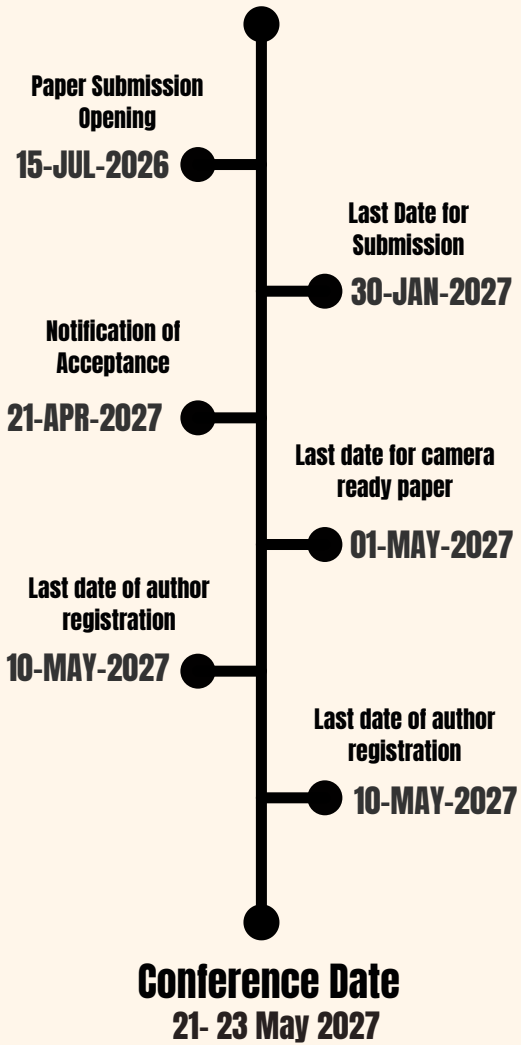 Paper Submission
Opening
15-JUL-2026
Last Date for
Submission
30-JAN-2027
Notification of
Acceptance
21-APR-2027
Last date for camera
ready paper
01-MAY-2027
Last date of author
registration
10-MAY-2027
Last date of author
registration
10-MAY-2027
Conference Date
21- 23 May 2027